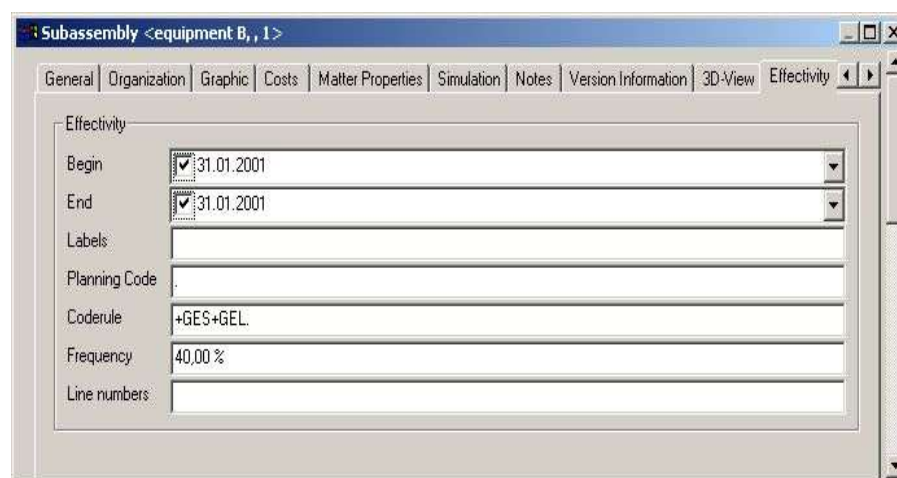 Subassembly <equipment B, , 1>
General Organization Graphic Costs Matter Properties Simulation Notes Version Information 3D-View Effectivity
Effectivity
Begin 31.01.2001
End 31.01.2001
Labels
Planning Code .
Coderule +GES+GEL.
Frequency 40,00 %
Line numbers